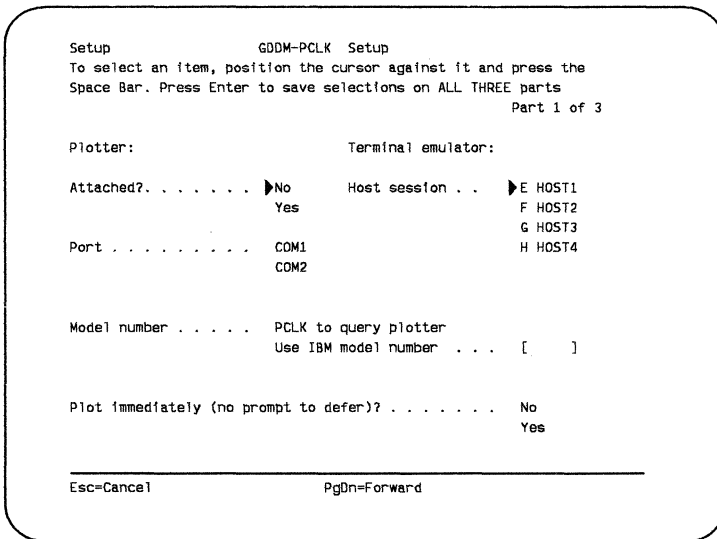 Setup GDDM-PCLK Setup
To select an item, position the cursor against it and press the
Space Bar. Press Enter to save selections on ALL THREE parts
Part 1 of 3
Plotter: Terminal emulator:
Attached?. . . . . . . No Host session . . E HOST1
Yes F HOST2
G HOST3
Port . . . . . . . . . COM1 H HOST4
COM2
Model number . . . . . PCLK to query plotter
Use IBM model number . . . [ ]
Plot immediately (no prompt to defer)? . . . . . . . No
Yes
Esc=Cancel PgDn=Forward